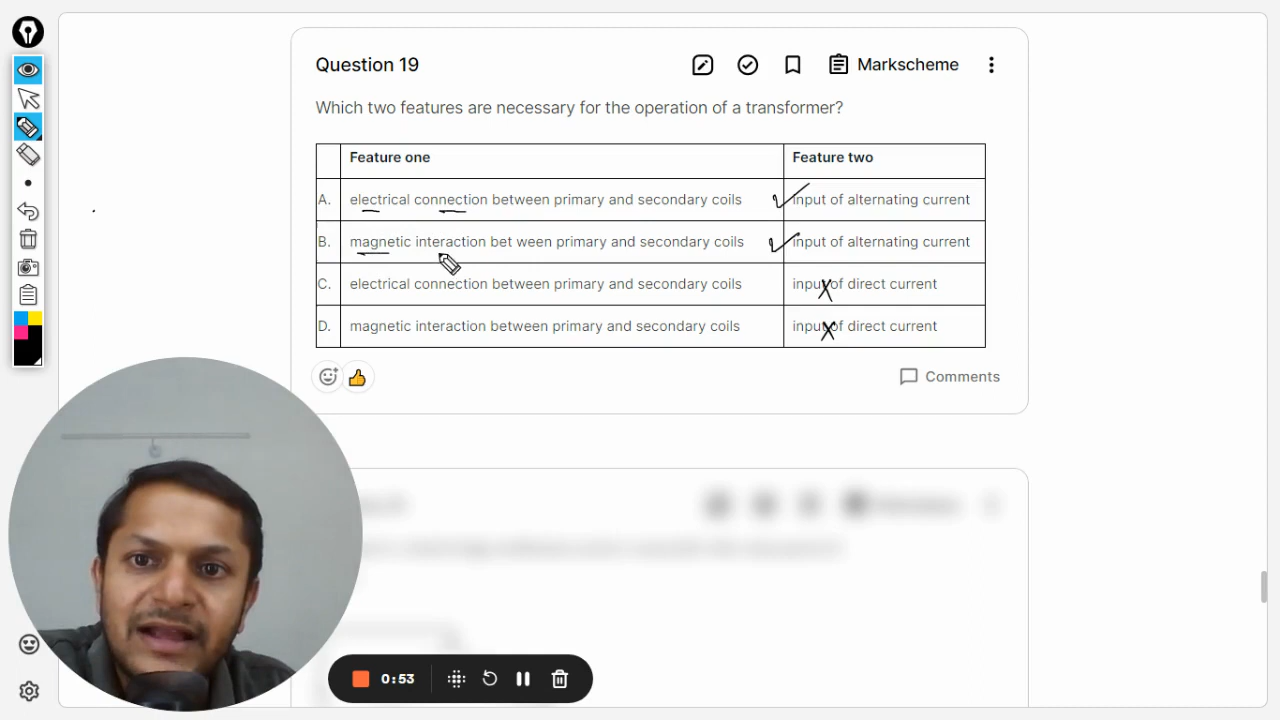 Question 19
Markscheme
Which two features are necessary for the operation of a transformer?
Feature one Feature two
A. electrical connection between primary and secondary coils input of alternating current
B. magnetic interaction bet ween primary and secondary coils input of alternating current
C. electrical connection between primary and secondary coils input of direct current
D. magnetic interaction between primary and secondary coils input of direct current
Comments
0:53